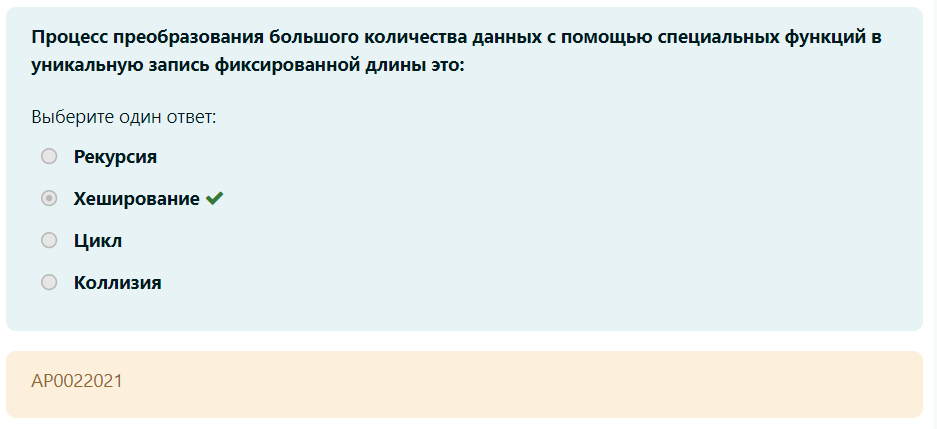 Процесс преобразования большого количества данных с помощью специальных функций в
уникальную запись фиксированной длины это:
Выберите один ответ:
Рекурсия
Хеширование
Цикл
Коллизия
AP0022021